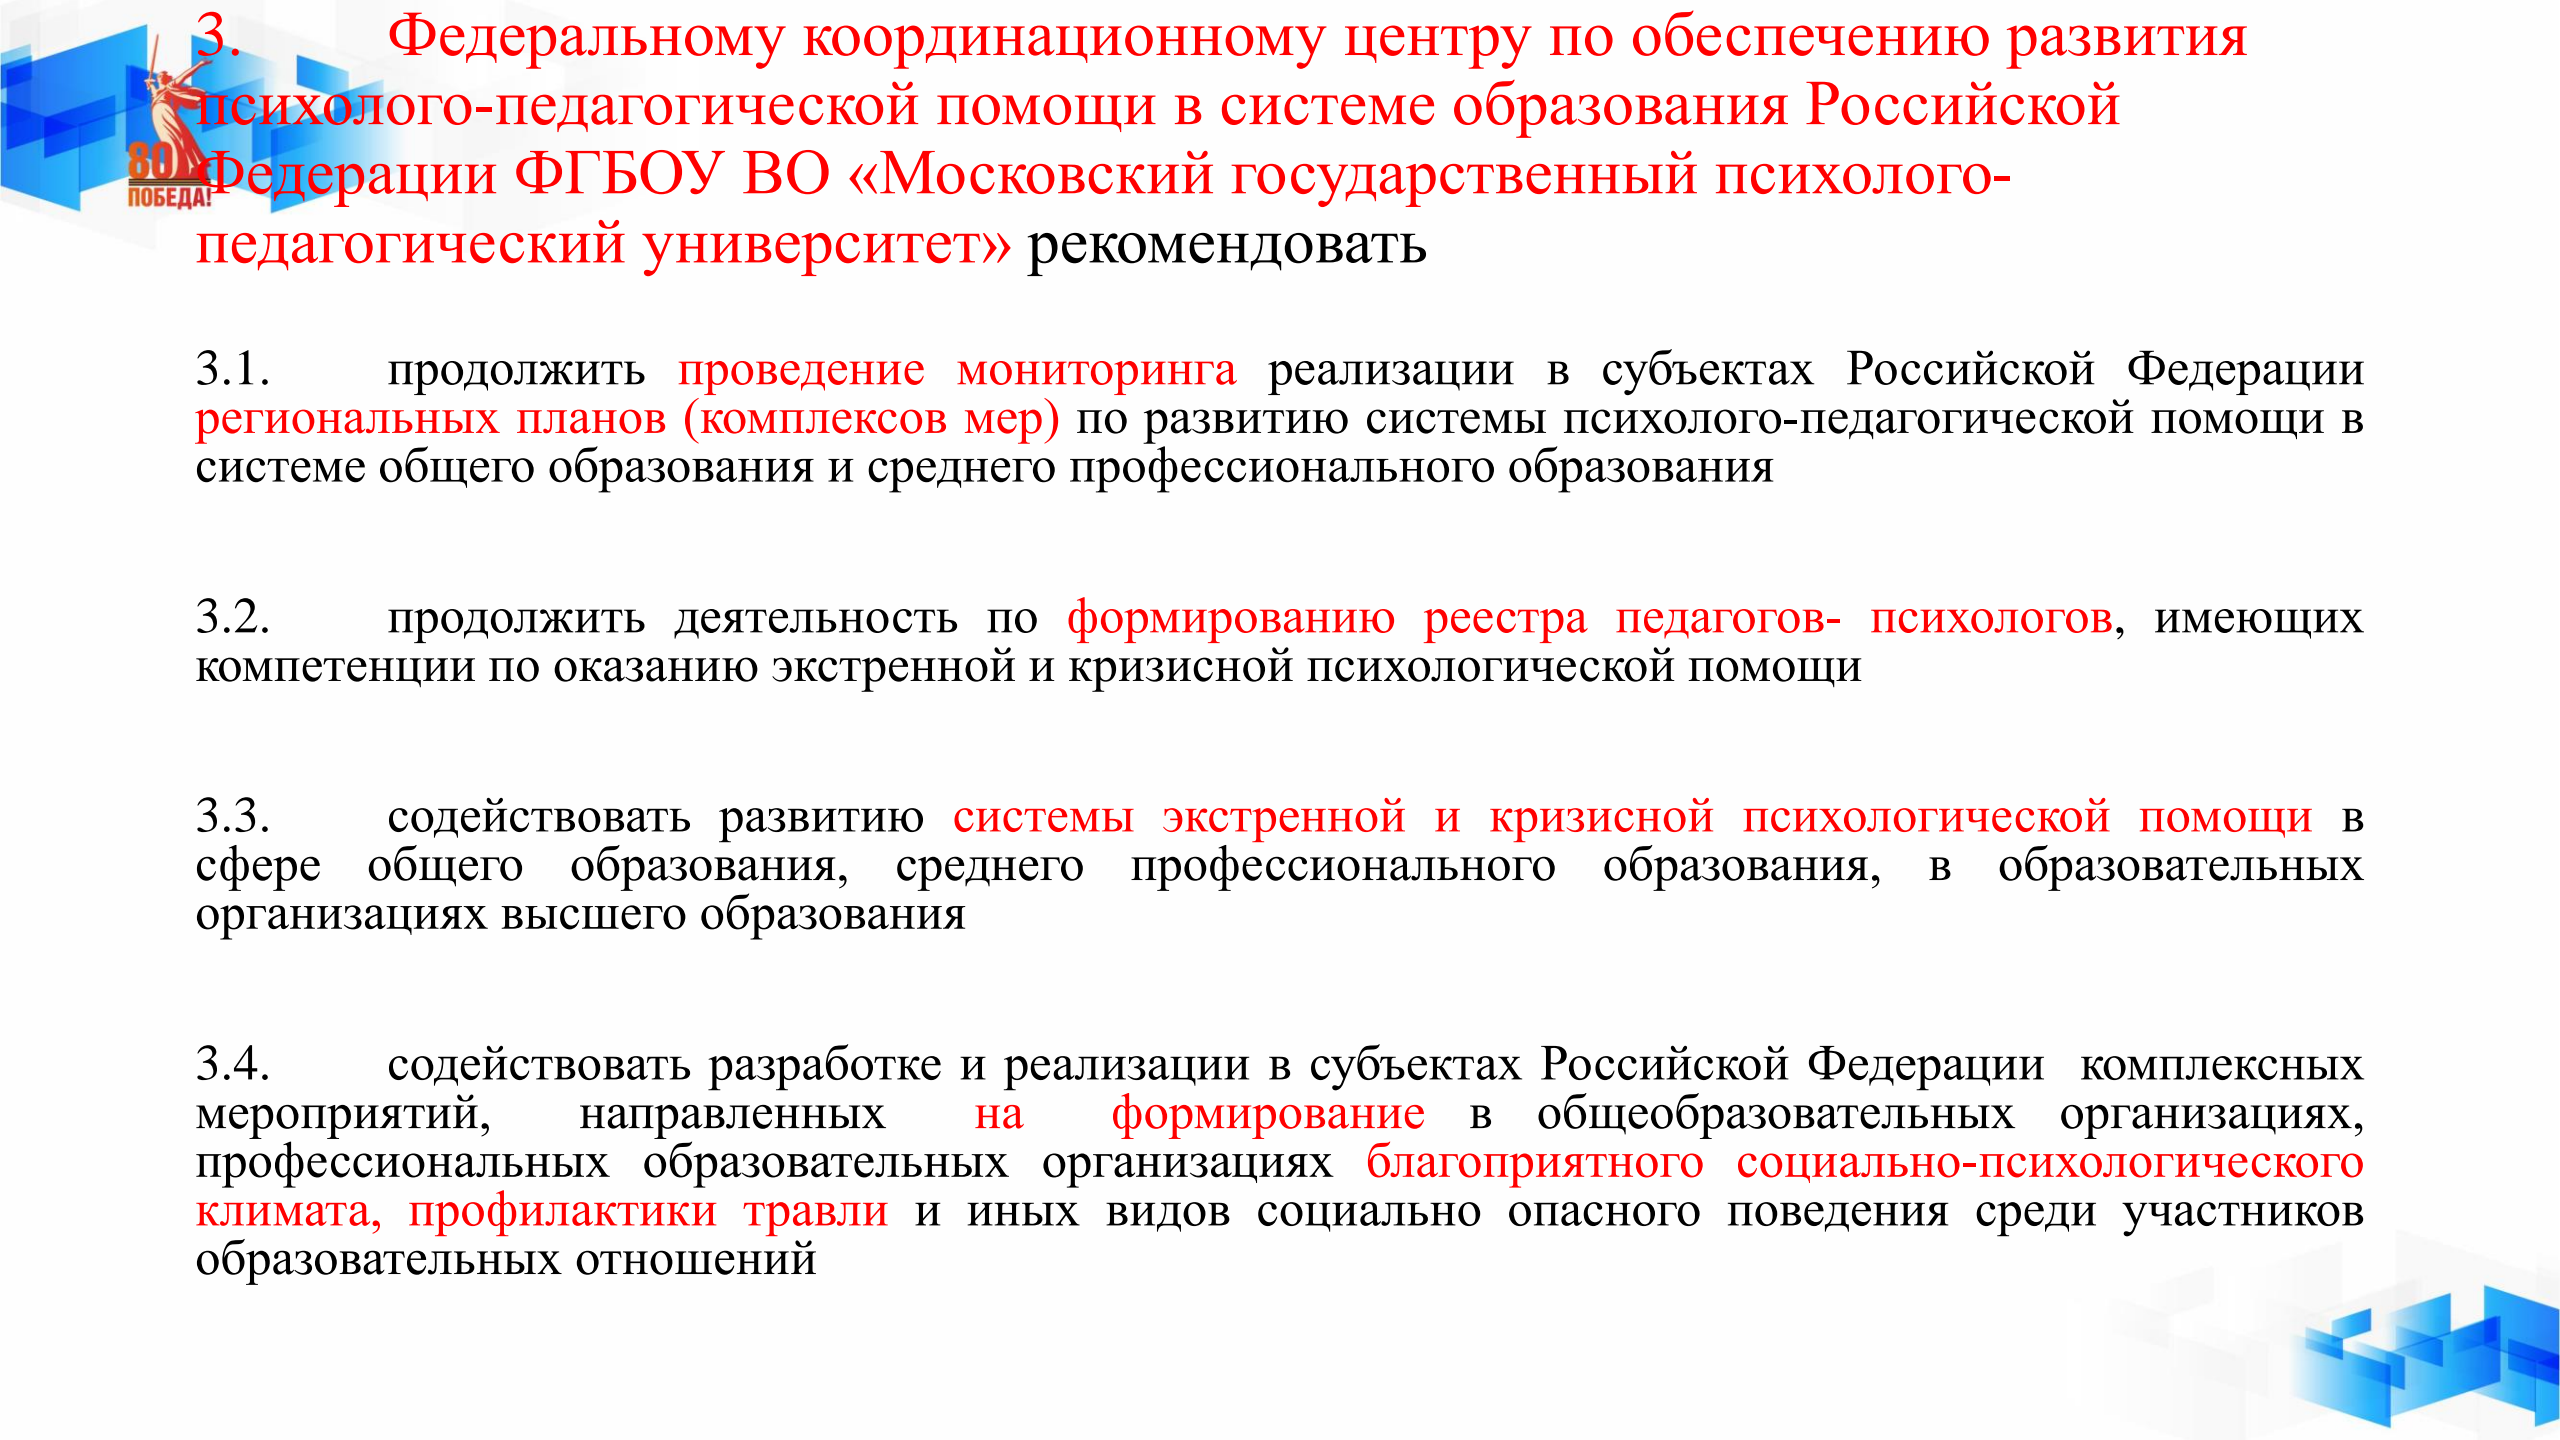 3. Федеральному координационному центру по обеспечению развития
психолого-педагогической помощи в системе образования Российской
Федерации ФГБОУ ВО «Московский государственный психолого-
педагогический университет» рекомендовать
80
ПОБЕДА!
3.1. продолжить проведение мониторинга реализации в субъектах Российской Федерации
региональных планов (комплексов мер) по развитию системы психолого-педагогической помощи в
системе общего образования и среднего профессионального образования
3.2. продолжить деятельность по формированию реестра педагогов- психологов, имеющих
компетенции по оказанию экстренной и кризисной психологической помощи
3.3. содействовать развитию системы экстренной и кризисной психологической помощи в
сфере общего образования, среднего профессионального образования, в образовательных
организациях высшего образования
3.4. содействовать разработке и реализации в субъектах Российской Федерации комплексных
мероприятий, направленных на формирование в общеобразовательных организациях,
профессиональных образовательных организациях благоприятного социально-психологического
климата, профилактики травли и иных видов социально опасного поведения среди участников
образовательных отношений